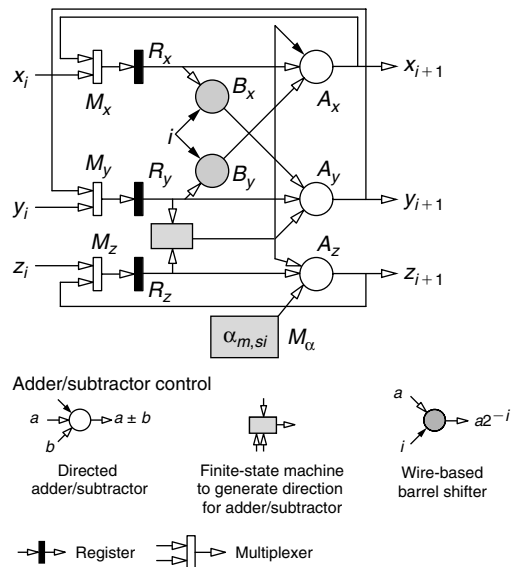 R_x
B_x
x_i
x_{i+1}
M_x
A_x
i
M_y
R_y
B_y
A_y
y_i
y_{i+1}
M_z
A_z
z_i
z_{i+1}
R_z
α_{m,si}
M_α
Adder/subtractor control
a
a ± b
b
a
a2^{−i}
i
Directed
adder/subtractor
Finite-state machine
to generate direction
for adder/subtractor
Wire-based
barrel shifter
Register
Multiplexer